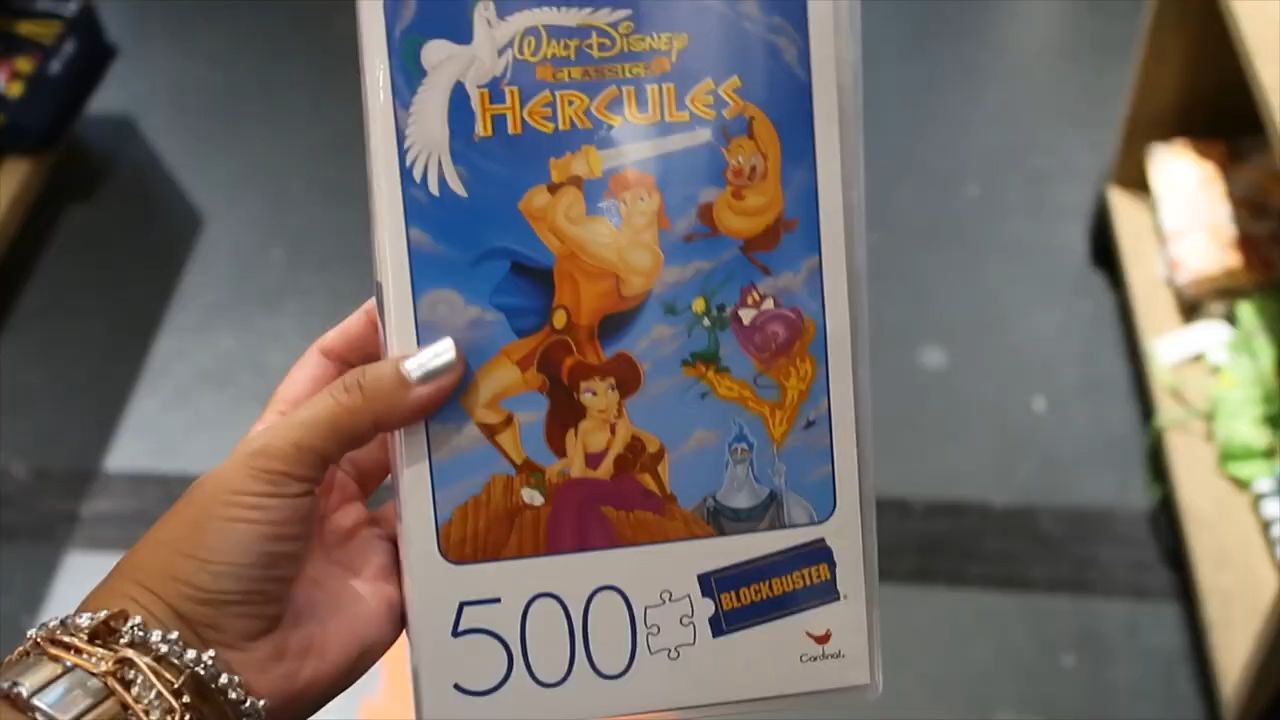 WALT DISNEY
CLASSICS
HERCULES
500
BLOCKBUSTER
Cardinal